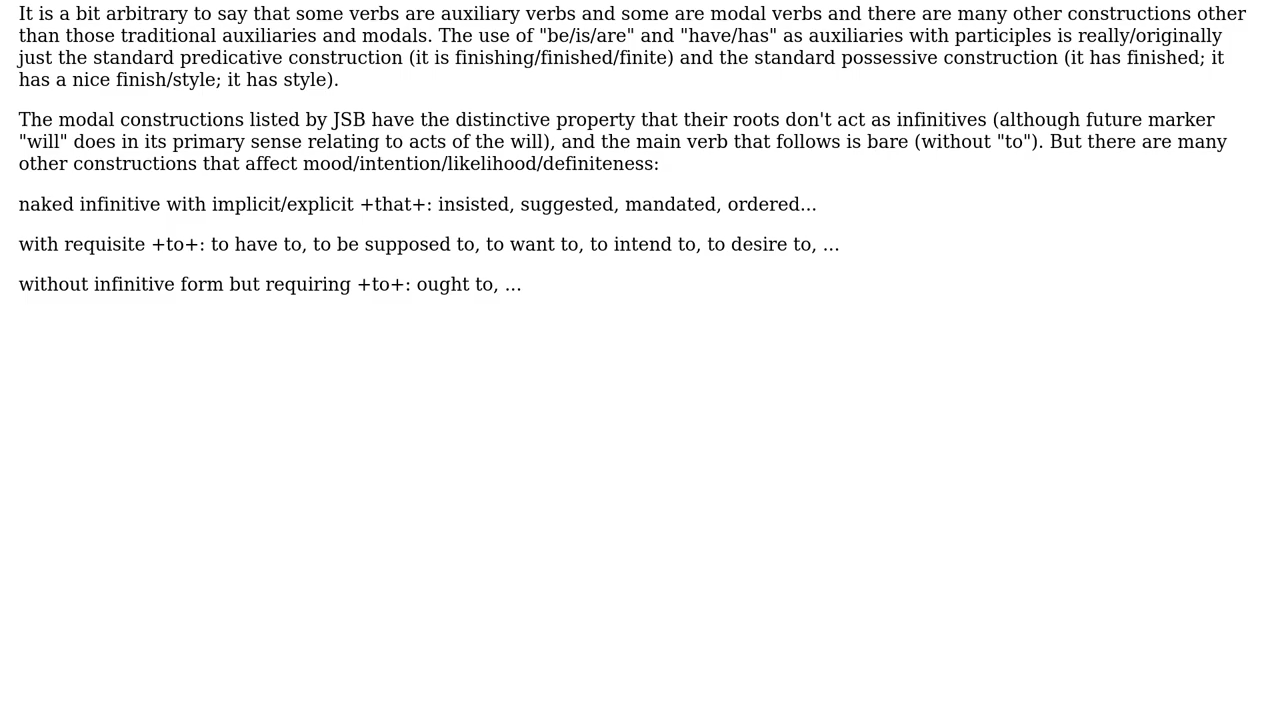 It is a bit arbitrary to say that some verbs are auxiliary verbs and some are modal verbs and there are many other constructions other
than those traditional auxiliaries and modals. The use of "be/is/are" and "have/has" as auxiliaries with participles is really/originally
just the standard predicative construction (it is finishing/finished/finite) and the standard possessive construction (it has finished; it
has a nice finish/style; it has style).
The modal constructions listed by JSB have the distinctive property that their roots don't act as infinitives (although future marker
"will" does in its primary sense relating to acts of the will), and the main verb that follows is bare (without "to"). But there are many
other constructions that affect mood/intention/likelihood/definiteness:
naked infinitive with implicit/explicit +that+: insisted, suggested, mandated, ordered...
with requisite +to+: to have to, to be supposed to, to want to, to intend to, to desire to, ...
without infinitive form but requiring +to+: ought to, ...